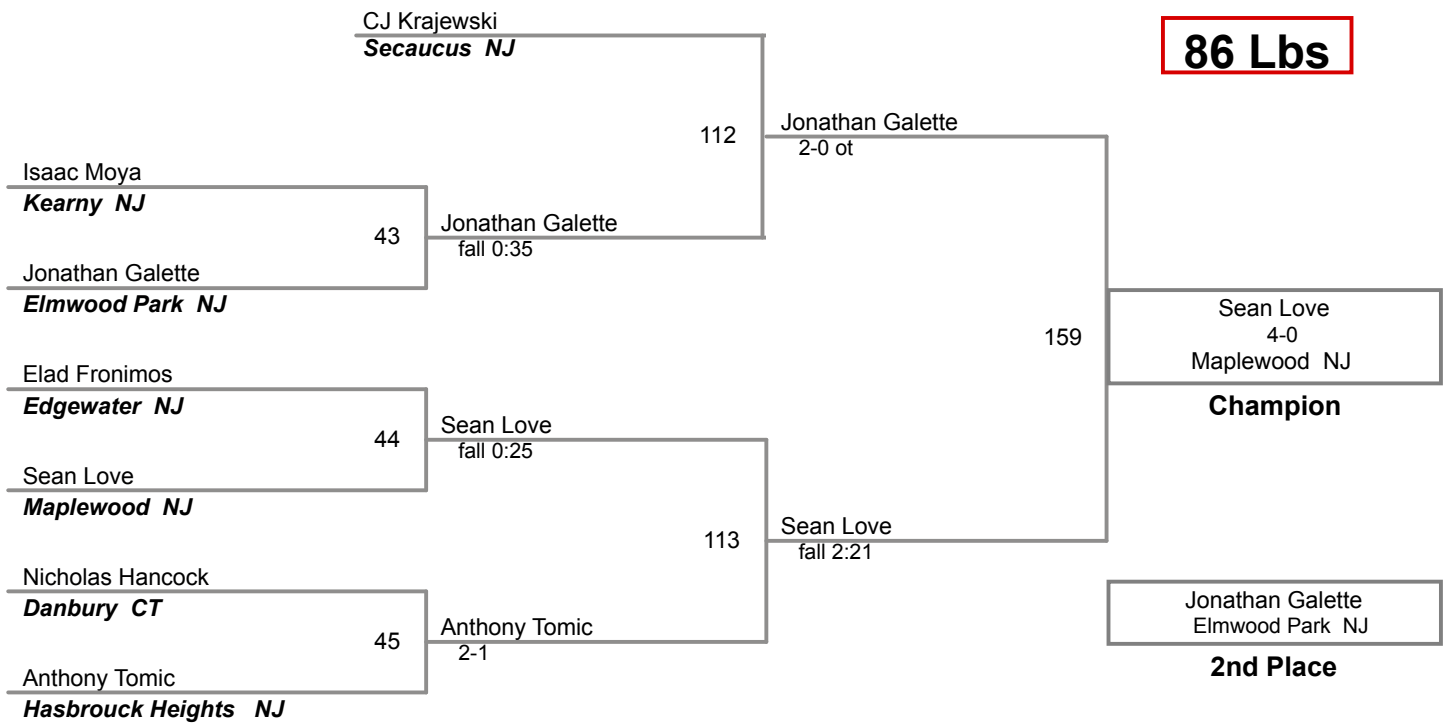 CJ Krajewski
Secaucus NJ
86 Lbs
112
Jonathan Galette
2-0 ot
Isaac Moya
Kearny NJ
43
Jonathan Galette
fall 0:35
Jonathan Galette
Elmwood Park NJ
159
Sean Love
4-0
Maplewood NJ
Champion
Elad Fronimos
Edgewater NJ
44
Sean Love
fall 0:25
Sean Love
Maplewood NJ
113
Sean Love
fall 2:21
Nicholas Hancock
Danbury CT
45
Anthony Tomic
2-1
Anthony Tomic
Hasbrouck Heights NJ
Jonathan Galette
Elmwood Park NJ
2nd Place